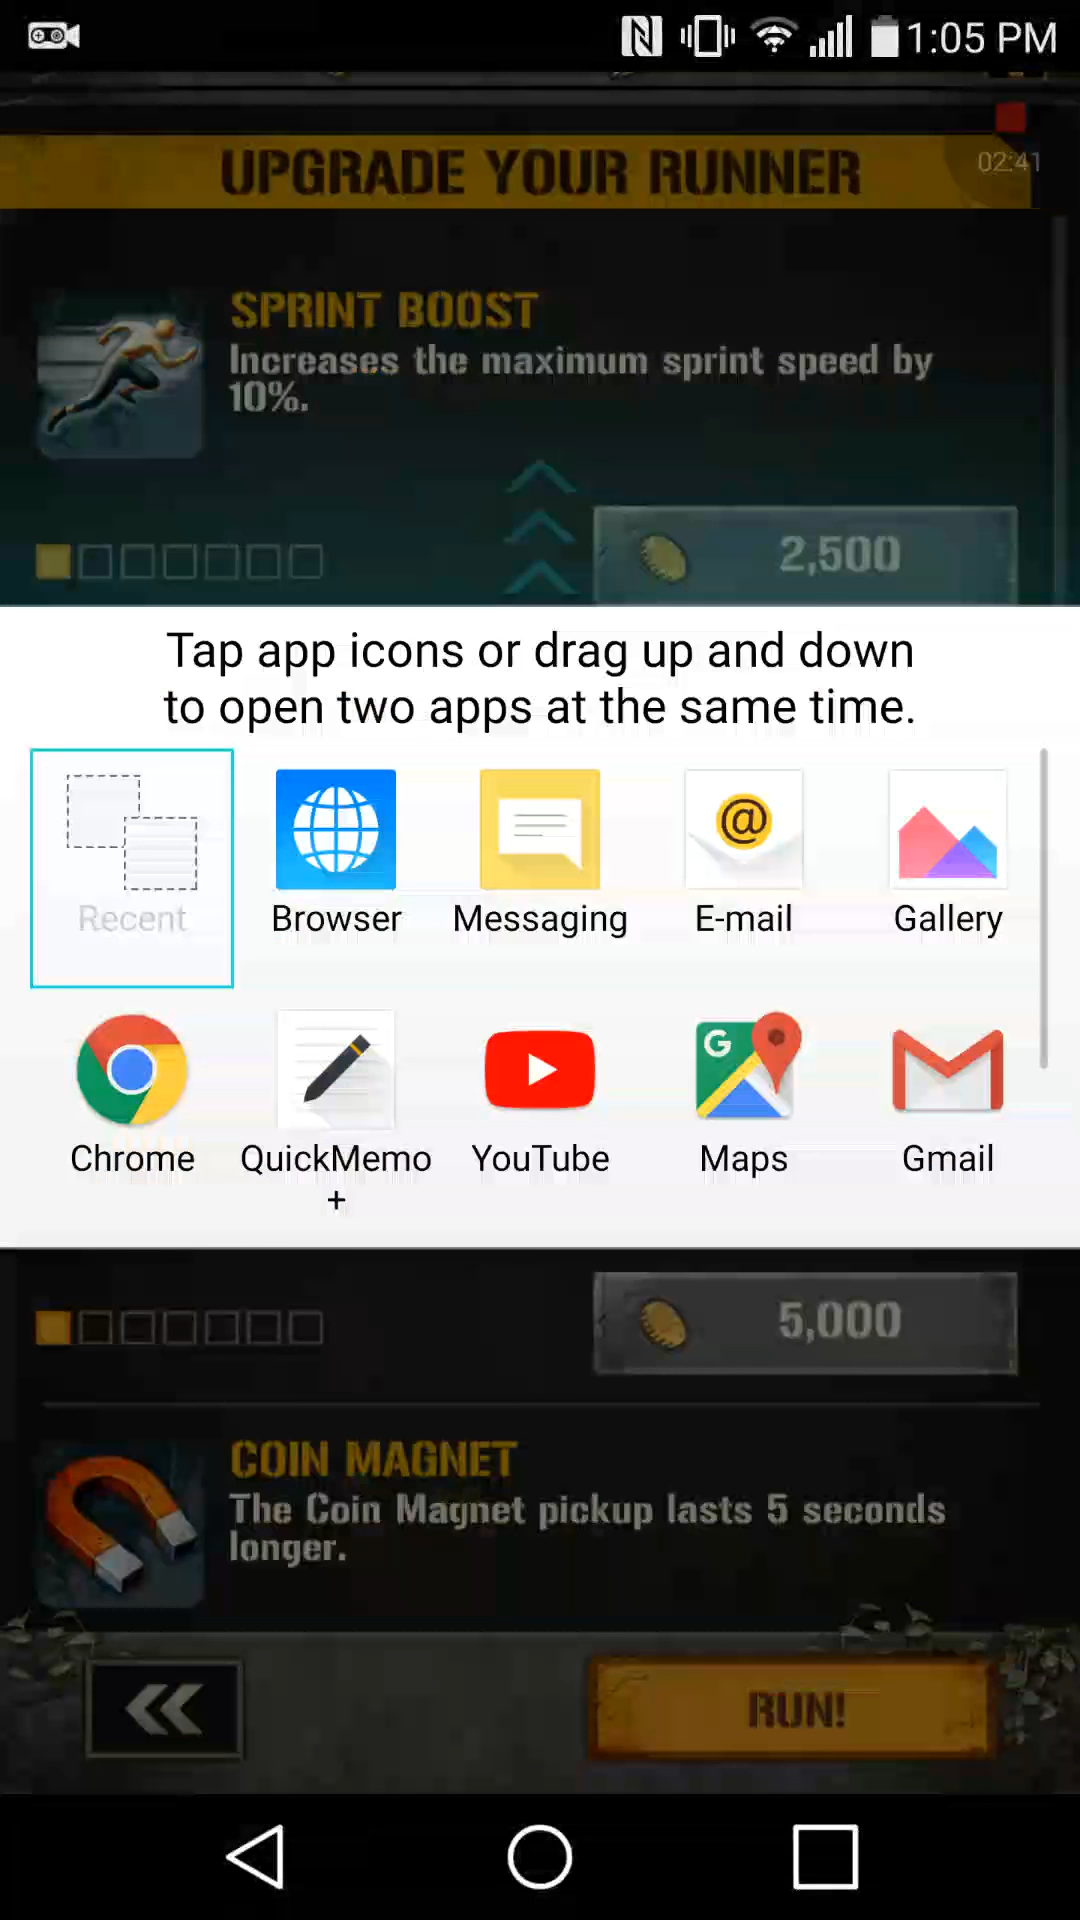 1:05 PM
UPGRADE YOUR RUNNER
02:41
SPRINT BOOST
Increases the maximum sprint speed by
10%.
2,500
Tap app icons or drag up and down
to open two apps at the same time.
Recent
Browser
Messaging
@
E-mail
Gallery
G
Chrome
QuickMemo
+
YouTube
Maps
Gmail
5,000
COIN MAGNET
The Coin Magnet pickup lasts 5 seconds
longer.
RUN!